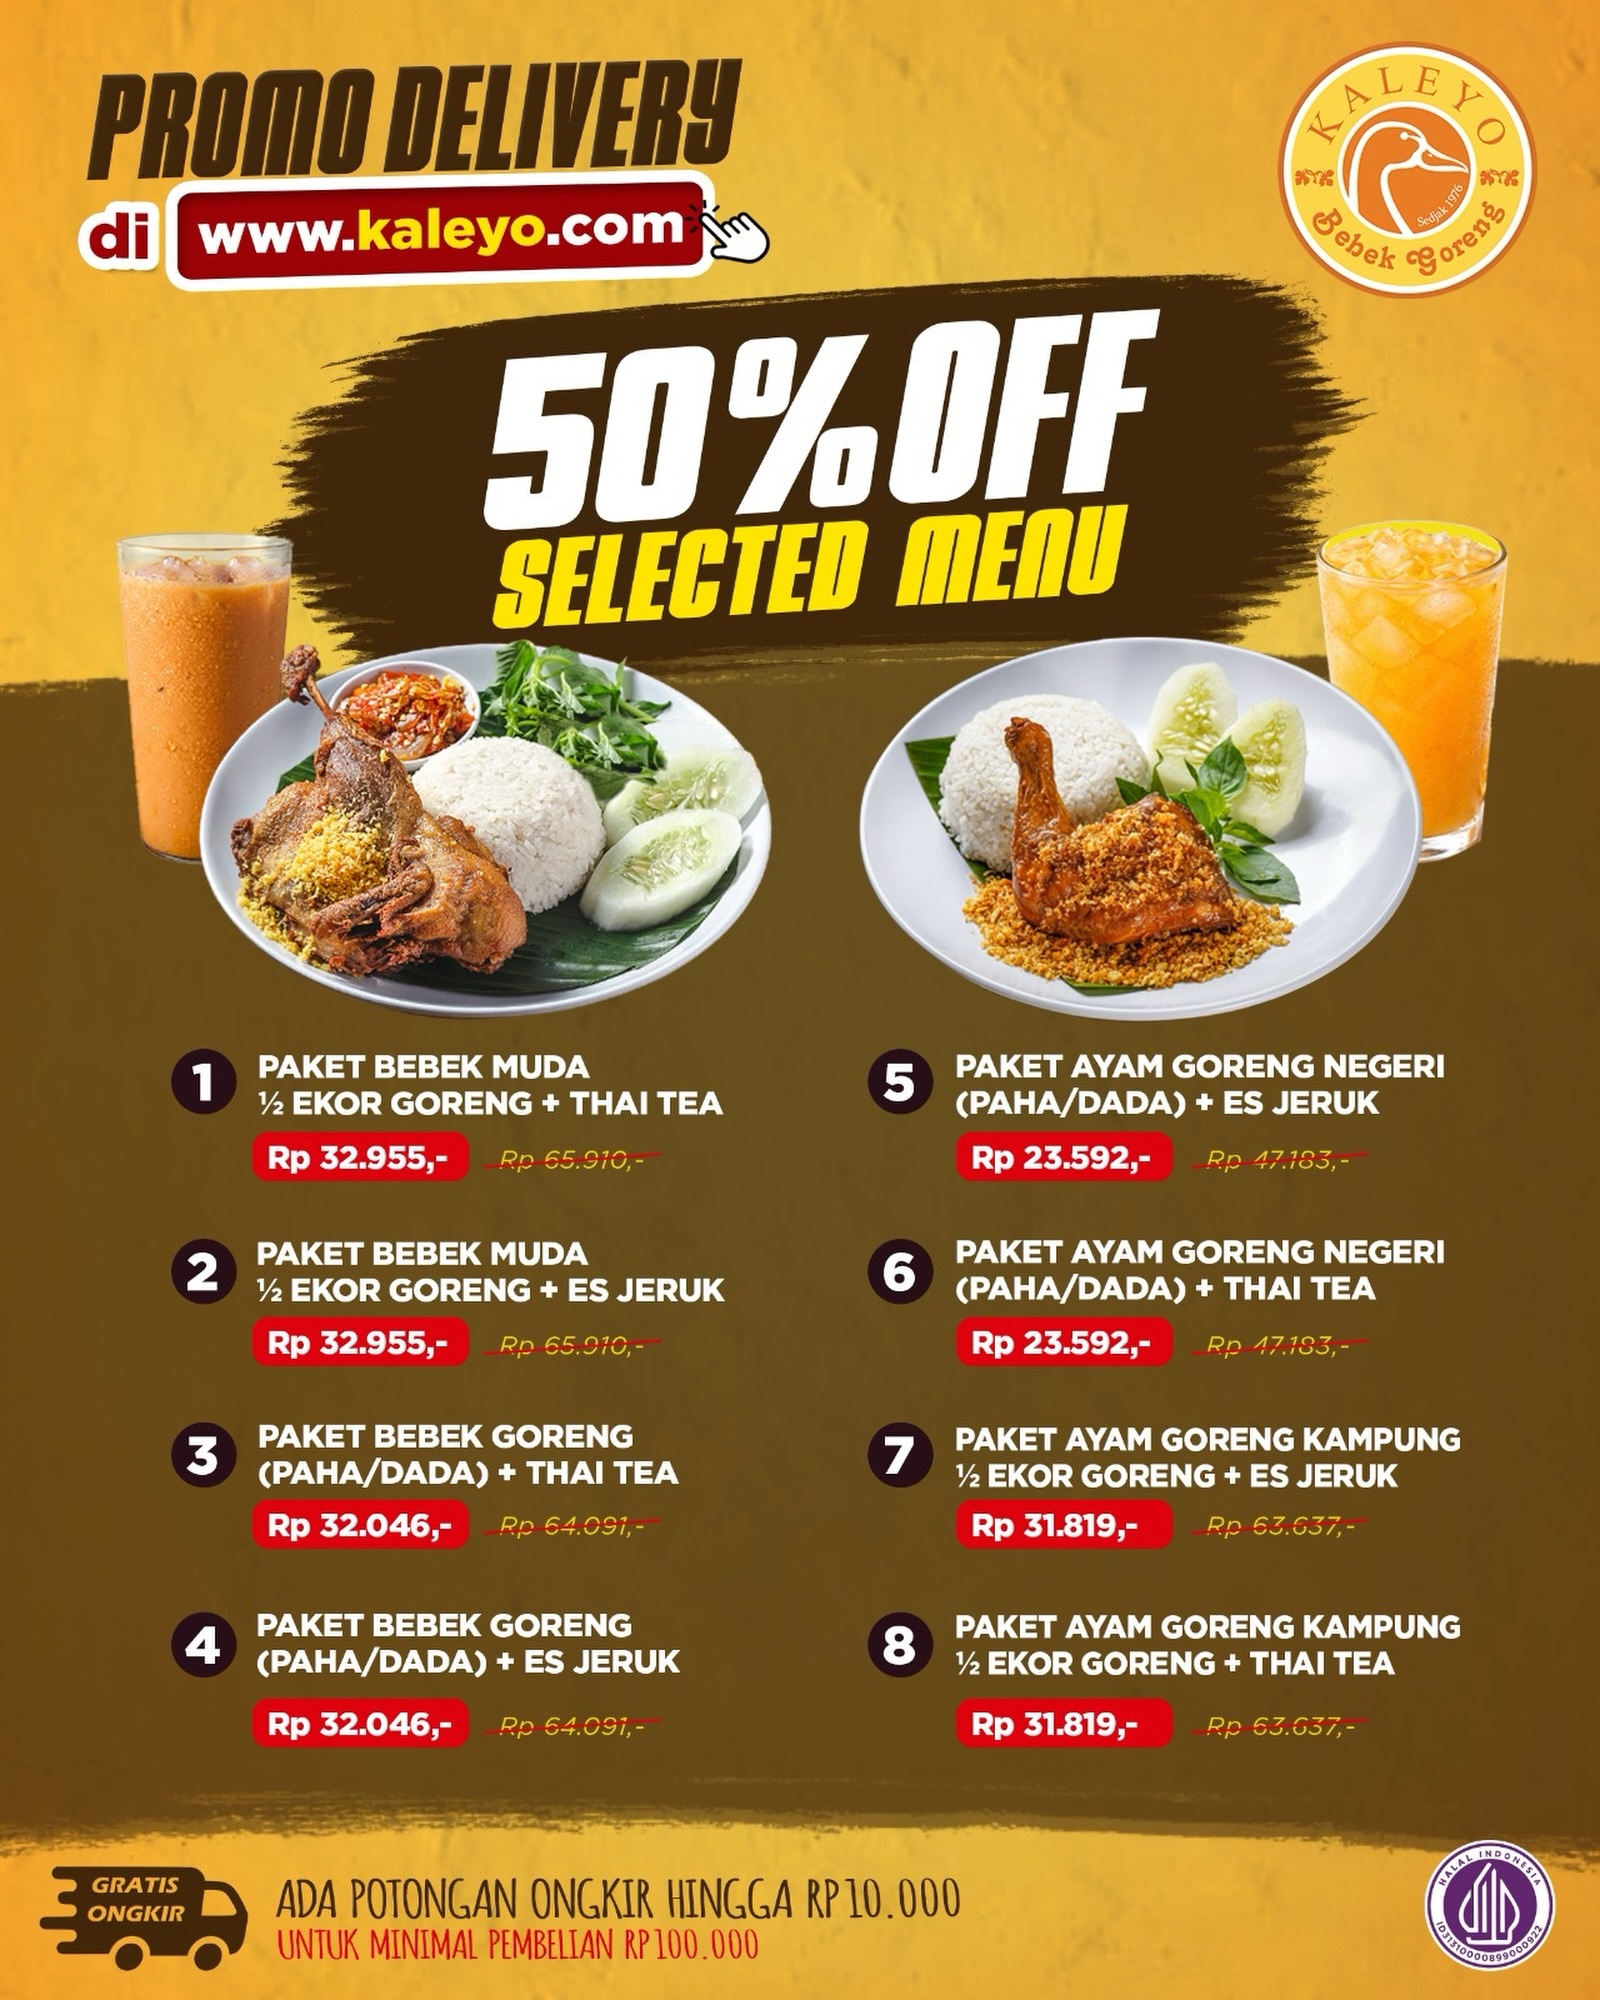 PROMO DELIVERY
di www.kaleyo.com
KALEYO
Sedjak 1976
Bebek Goreng
50% OFF
SELECTED MENU
1 PAKET BEBEK MUDA
½ EKOR GORENG + THAI TEA
Rp 32.955,- Rp 65.910,-
2 PAKET BEBEK MUDA
½ EKOR GORENG + ES JERUK
Rp 32.955,- Rp 65.910,-
3 PAKET BEBEK GORENG
(PAHA/DADA) + THAI TEA
Rp 32.046,- Rp 64.091,-
4 PAKET BEBEK GORENG
(PAHA/DADA) + ES JERUK
Rp 32.046,- Rp 64.091,-
5 PAKET AYAM GORENG NEGERI
(PAHA/DADA) + ES JERUK
Rp 23.592,- Rp 47.183,-
6 PAKET AYAM GORENG NEGERI
(PAHA/DADA) + THAI TEA
Rp 23.592,- Rp 47.183,-
7 PAKET AYAM GORENG KAMPUNG
½ EKOR GORENG + ES JERUK
Rp 31.819,- Rp 63.637,-
8 PAKET AYAM GORENG KAMPUNG
½ EKOR GORENG + THAI TEA
Rp 31.819,- Rp 63.637,-
GRATIS
ONGKIR
ADA POTONGAN ONGKIR HINGGA RP10.000
UNTUK MINIMAL PEMBELIAN RP100.000
HALAL INDONESIA